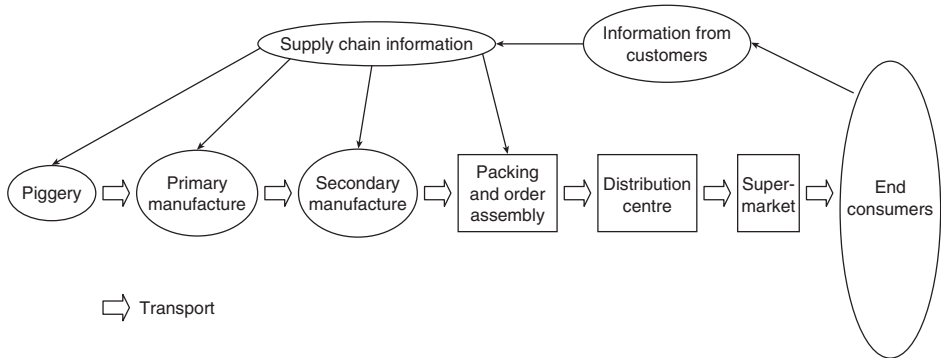 Supply chain information
Information from
customers
Piggery
Primary
manufacture
Secondary
manufacture
Packing
and order
assembly
Distribution
centre
Super-
market
End
consumers
Transport